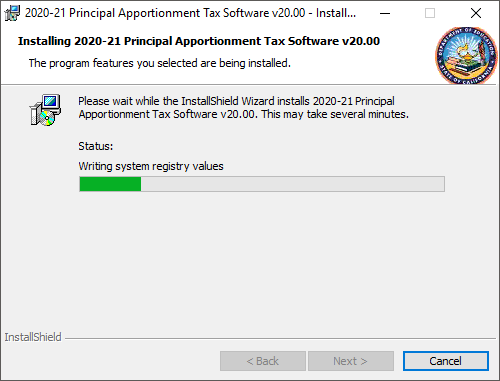 2020-21 Principal Apportionment Tax Software v20.00 - Install...
Installing 2020-21 Principal Apportionment Tax Software v20.00
The program features you selected are being installed.
DEPARTMENT OF EDUCATION
STATE OF CALIFORNIA
Please wait while the InstallShield Wizard installs 2020-21 Principal
Apportionment Tax Software v20.00. This may take several minutes.
Status:
Writing system registry values
InstallShield
< Back
Next >
Cancel